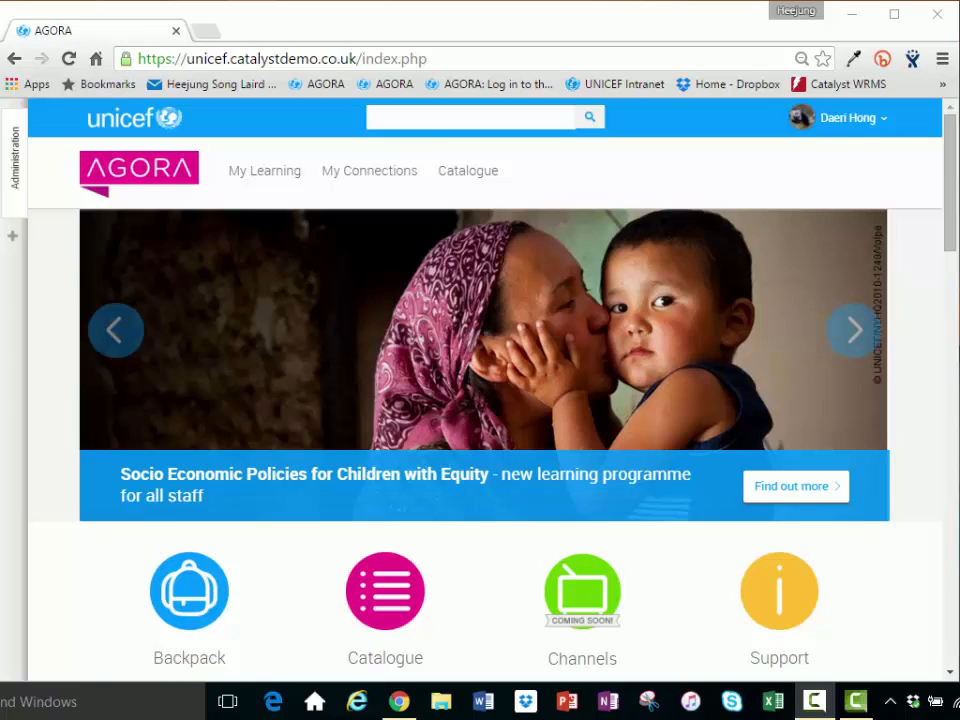 Heejung
AGORA
https://unicef.catalystdemo.co.uk/index.php
Apps Bookmarks Heejung Song Laird ... AGORA AGORA AGORA: Log in to th... UNICEF Intranet Home - Dropbox Catalyst WRMS »
Administration
unicef
Daeri Hong
AGORA
My Learning My Connections Catalogue
Socio Economic Policies for Children with Equity - new learning programme
for all staff
Find out more
COMING SOON!
Backpack Catalogue Channels Support
nd Windows